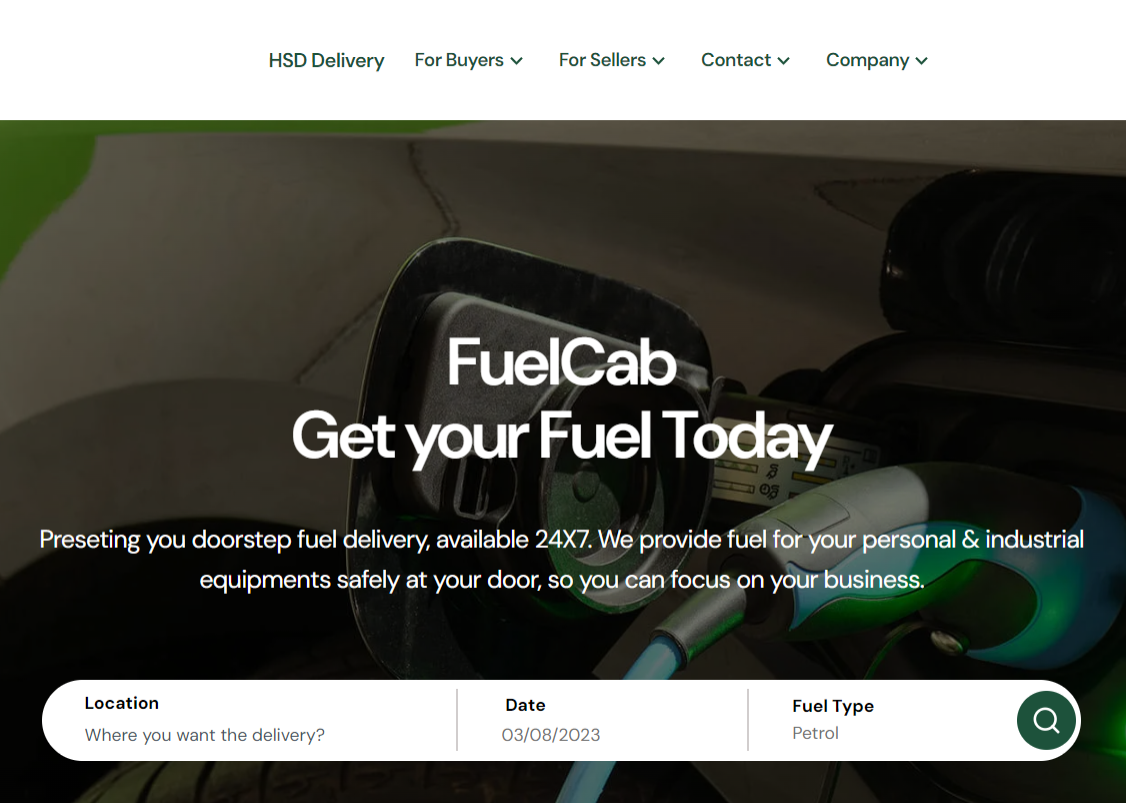 HSD Delivery For Buyers For Sellers Contact Company
FuelCab
Get your Fuel Today
Preseting you doorstep fuel delivery, available 24X7. We provide fuel for your personal & industrial
equipments safely at your door, so you can focus on your business.
Location Date Fuel Type
Where you want the delivery? 03/08/2023 Petrol